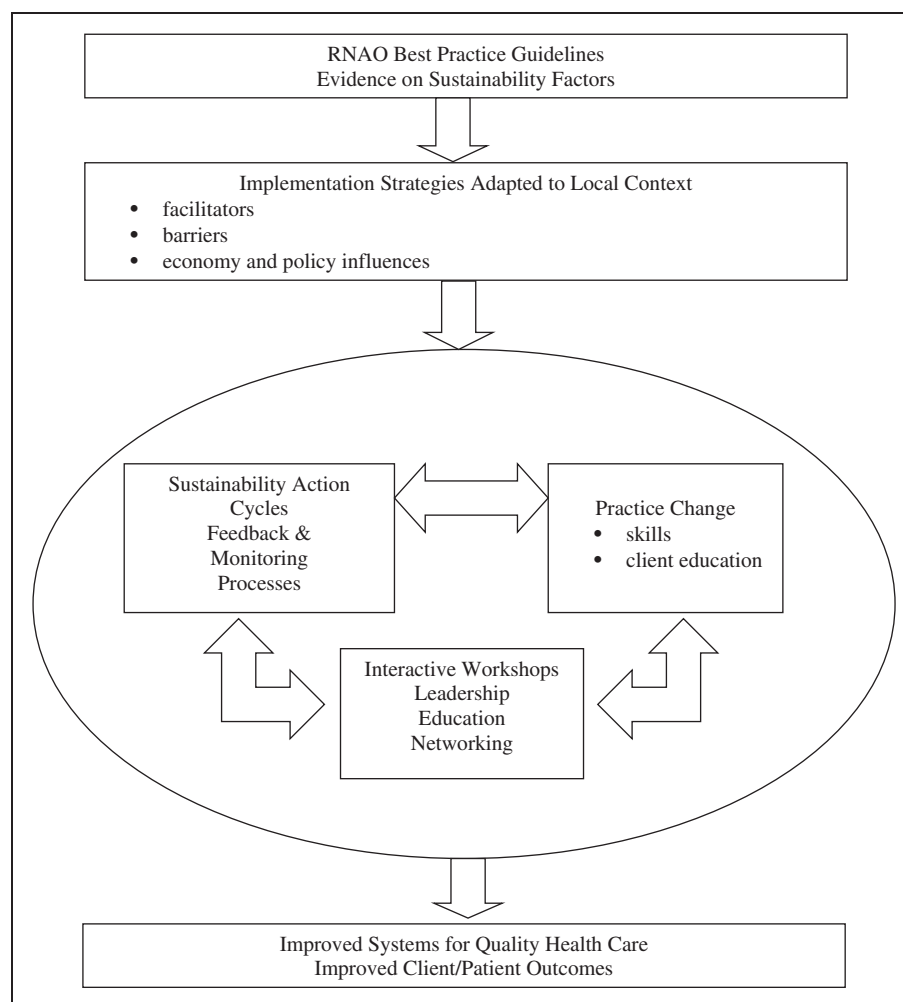 RNAO Best Practice Guidelines
Evidence on Sustainability Factors
Implementation Strategies Adapted to Local Context
• facilitators
• barriers
• economy and policy influences
Sustainability Action
Cycles
Feedback &
Monitoring
Processes
Practice Change
• skills
• client education
Interactive Workshops
Leadership
Education
Networking
Improved Systems for Quality Health Care
Improved Client/Patient Outcomes